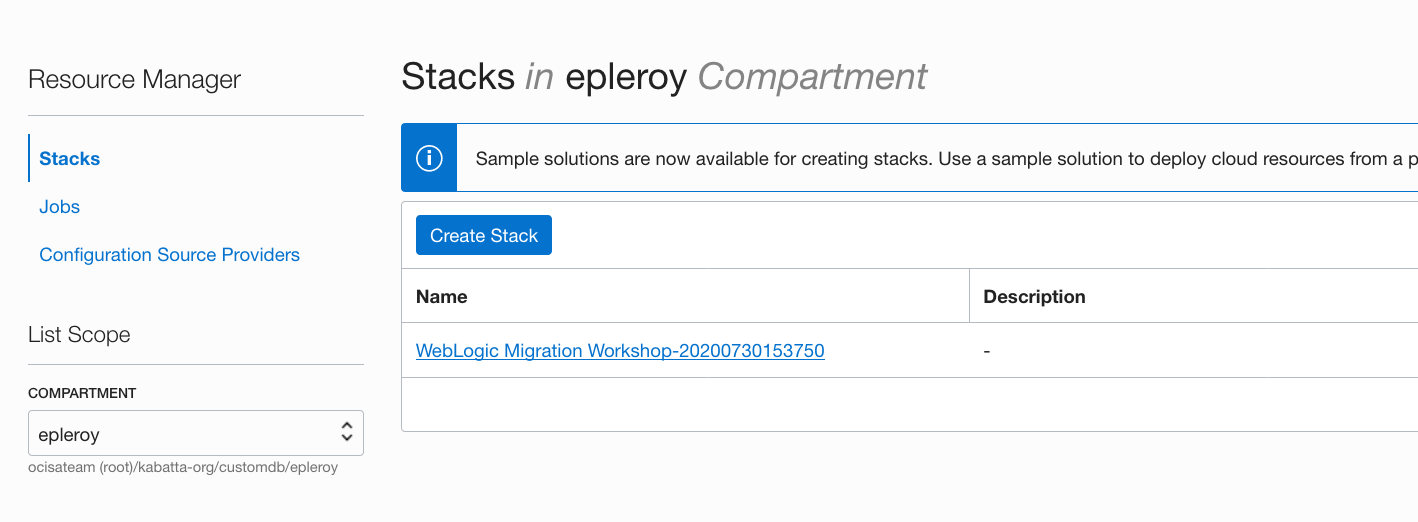 Resource Manager
Stacks
Jobs
Configuration Source Providers
List Scope
COMPARTMENT
epleroy
ocisateam (root)/kabatta-org/customdb/epleroy
Stacks in epleroy Compartment
Sample solutions are now available for creating stacks. Use a sample solution to deploy cloud resources from a p
Create Stack
Name Description
WebLogic Migration Workshop-20200730153750 -